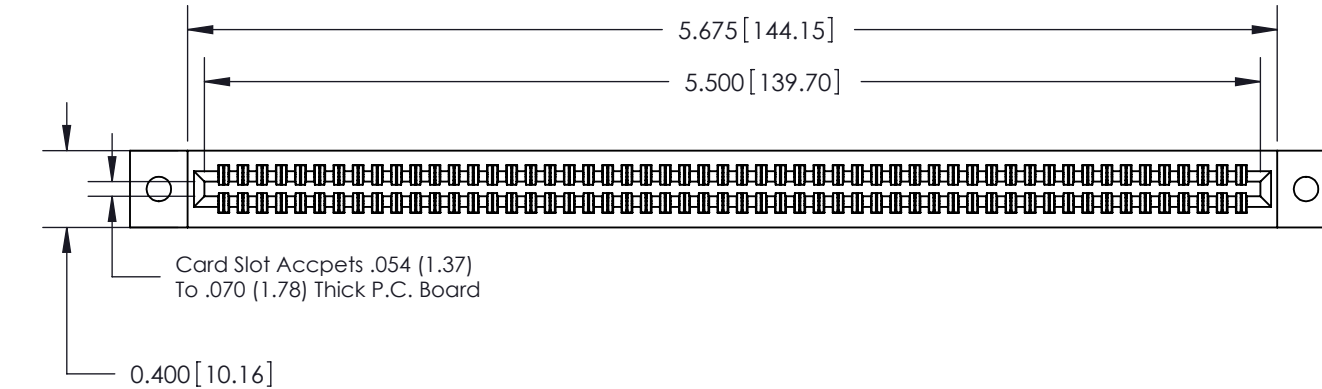 5.675[144.15]
5.500[139.70]
Card Slot Accpets .054 (1.37)
To .070 (1.78) Thick P.C. Board
0.400[10.16]